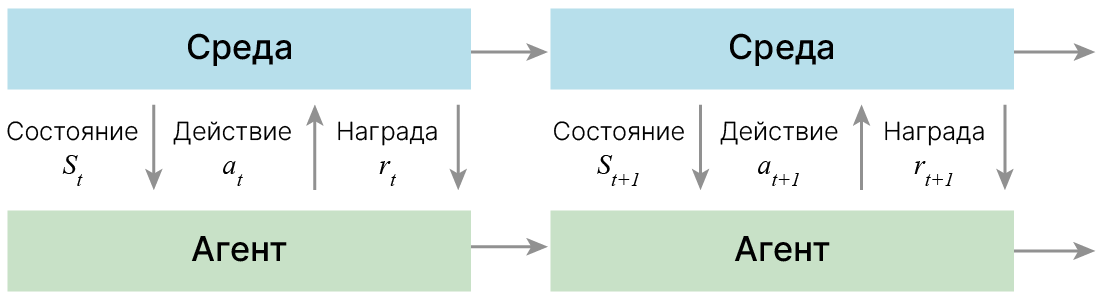 Среда Среда
Состояние Действие Награда Состояние Действие Награда
S_t a_t r_t S_{t+1} a_{t+1} r_{t+1}
Агент Агент